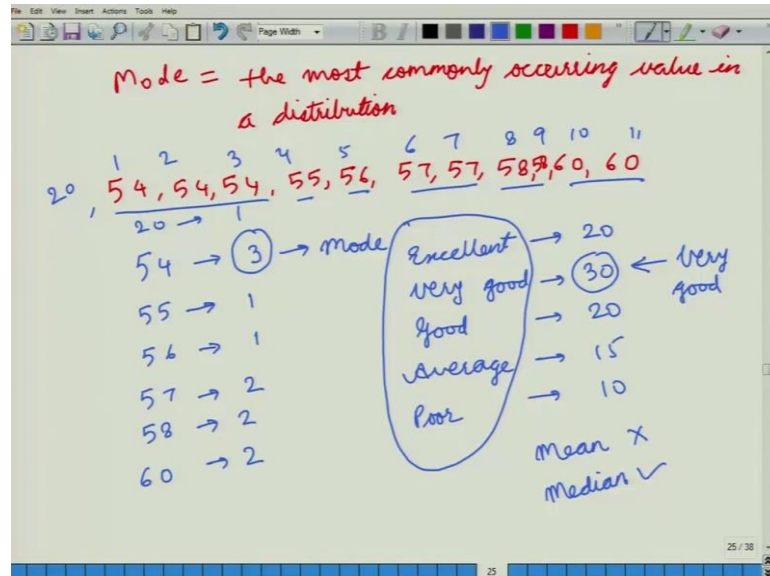 File Edit View Insert Actions Tools Help
Page Width
B I
Mode = the most commonly occurring value in
a distribution
1 2 3 4 5 6 7 8 9 10 11
20, 54, 54, 54, 55, 56, 57, 57, 58, 58, 60, 60
20 → 1
54 → 3 → Mode
55 → 1
56 → 1
57 → 2
58 → 2
60 → 2
Excellent → 20
Very good → 30 ← Very good
Good → 20
Average → 15
Poor → 10
Mean X
Median ✓
25 / 38
25